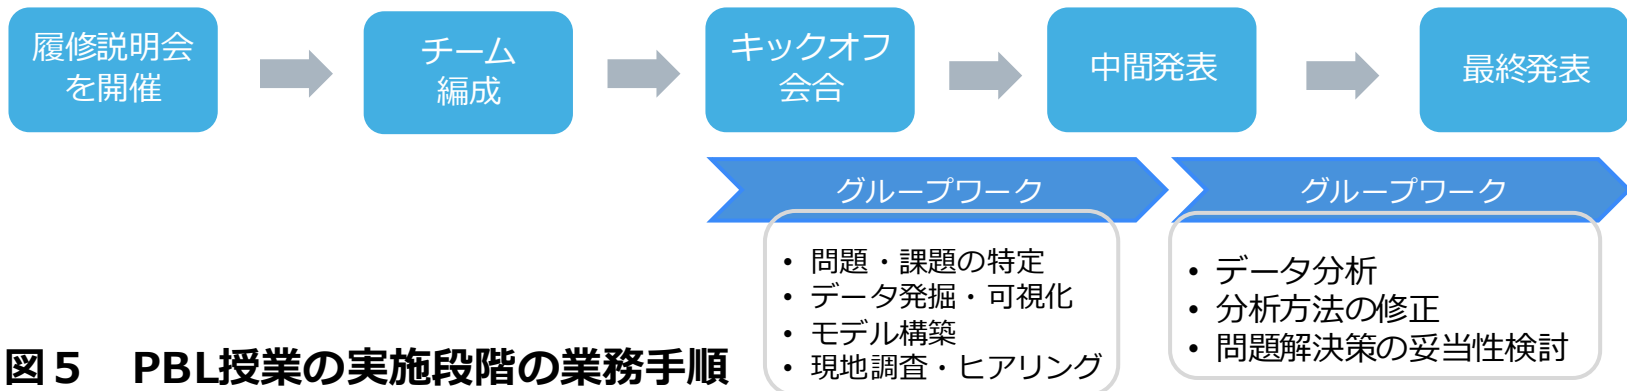 履修説明会
を開催
チーム
編成
キックオフ
会合
中間発表
最終発表
グループワーク
• 問題・課題の特定
• データ発掘・可視化
• モデル構築
• 現地調査・ヒアリング
グループワーク
• データ分析
• 分析方法の修正
• 問題解決策の妥当性検討
図５　PBL授業の実施段階の業務手順